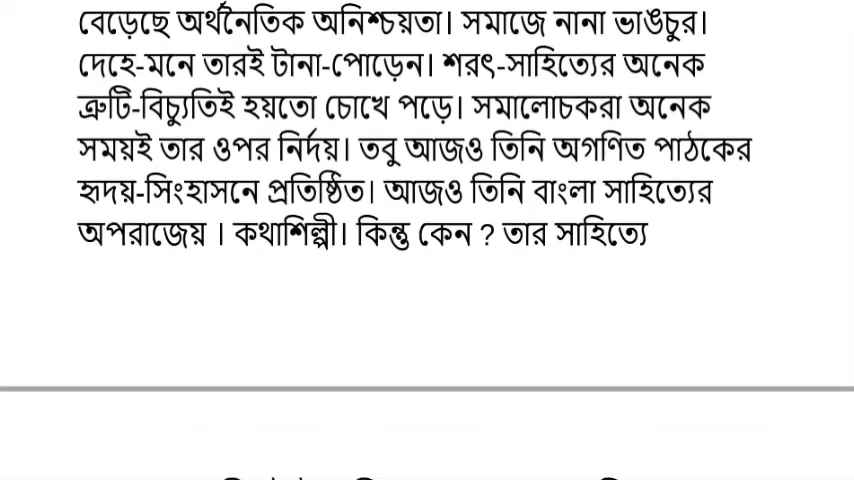 বেড়েছে অর্থনৈতিক অনিশ্চয়তা। সমাজে নানা ভাঙচুর।
দেহে-মনে তারই টানা-পোড়েন। শরৎ-সাহিত্যের অনেক
ত্রুটি-বিচ্যুতিই হয়তো চোখে পড়ে। সমালোচকরা অনেক
সময়ই তার ওপর নির্দয়। তবু আজও তিনি অগণিত পাঠকের
হৃদয়-সিংহাসনে প্রতিষ্ঠিত। আজও তিনি বাংলা সাহিত্যের
অপরাজেয় । কথাশিল্পী। কিন্তু কেন ? তার সাহিত্যে